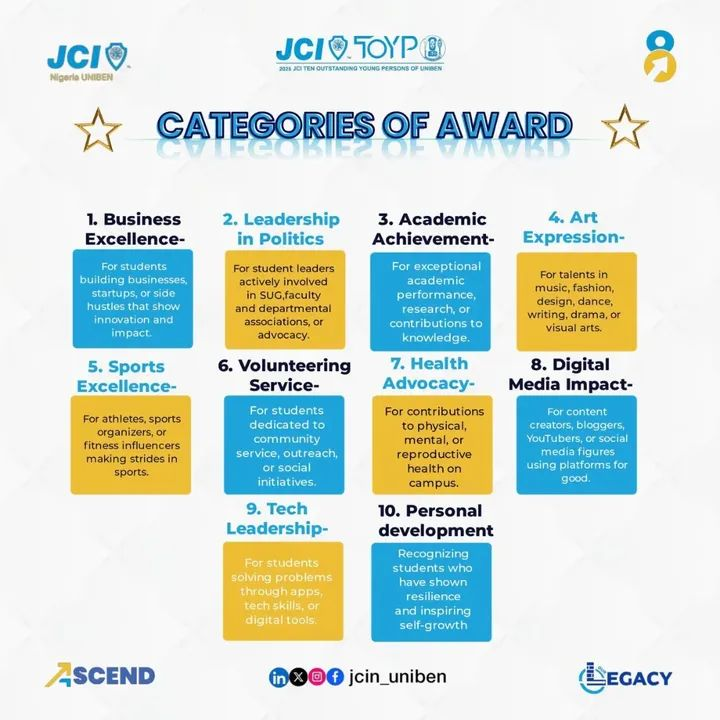 JCI
Nigeria UNIBEN
JCI TOYP
2025 JCI TEN OUTSTANDING YOUNG PERSONS OF UNIBEN
8
CATEGORIES OF AWARD
1. Business
Excellence-
For students
building businesses,
startups, or side
hustles that show
innovation and
impact.
2. Leadership
in Politics
For student leaders
actively involved
in SUG,faculty
and departmental
associations, or
advocacy.
3. Academic
Achievement-
For exceptional
academic
performance,
research, or
contributions to
knowledge.
4. Art
Expression-
For talents in
music, fashion,
design, dance,
writing, drama, or
visual arts.
5. Sports
Excellence-
For athletes, sports
organizers, or
fitness influencers
making strides in
sports.
6. Volunteering
Service-
For students
dedicated to
community
service, outreach,
or social
initiatives.
7. Health
Advocacy-
For contributions
to physical,
mental, or
reproductive
health on
campus.
8. Digital
Media Impact-
For content
creators, bloggers,
YouTubers, or social
media figures
using platforms for
good.
9. Tech
Leadership-
For students
solving problems
through apps,
tech skills, or
digital tools.
10. Personal
development
Recognizing
students who
have shown
resilience
and inspiring
self-growth
ASCEND
jcin_uniben
LEGACY